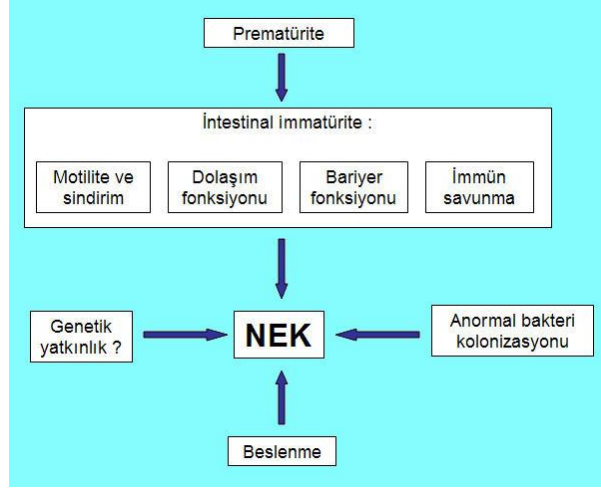 Prematürite
İntestinal immatürite :
Motilite ve
sindirim
Dolaşım
fonksiyonu
Bariyer
fonksiyonu
İmmün
savunma
Genetik
yatkınlık ?
NEK
Anormal bakteri
kolonizasyonu
Beslenme